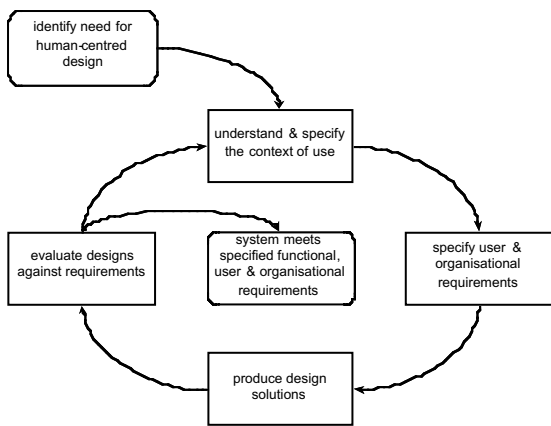 identify need for
human-centred
design
understand & specify
the context of use
evaluate designs
against requirements
system meets
specified functional,
user & organisational
requirements
specify user &
organisational
requirements
produce design
solutions